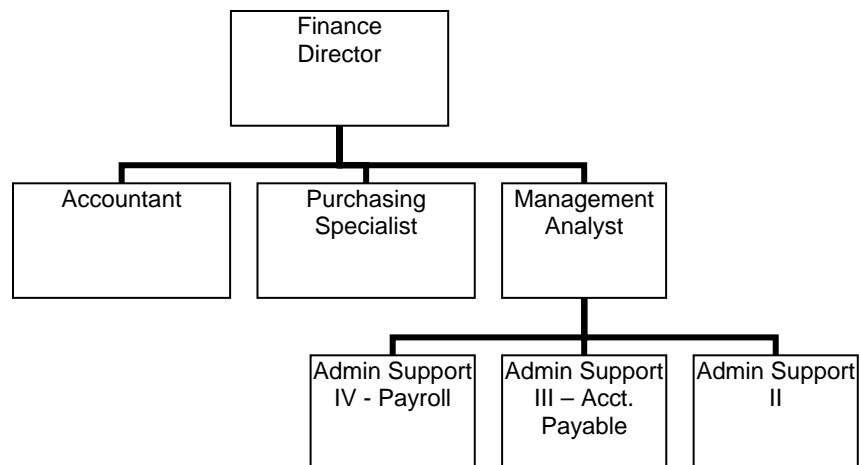 Finance
Director
Accountant
Purchasing
Specialist
Management
Analyst
Admin Support
IV - Payroll
Admin Support
III – Acct.
Payable
Admin Support
II